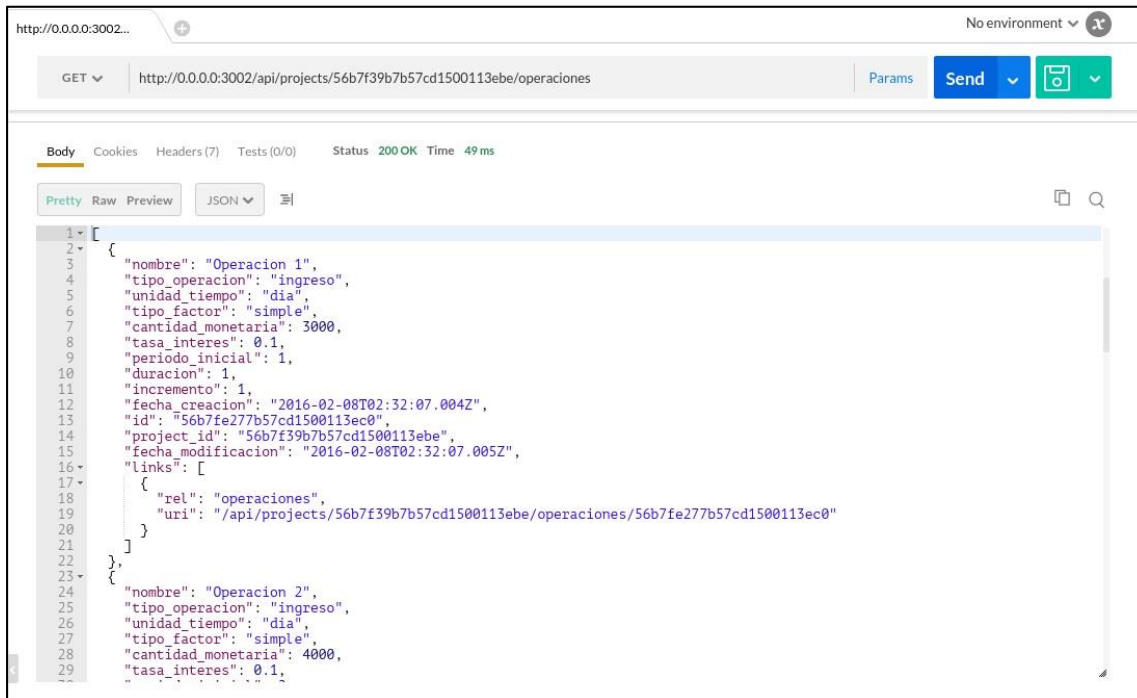 http://0.0.0.0:3002...
No environment
x
GET
http://0.0.0.0:3002/api/projects/56b7f39b7b57cd1500113ebe/operaciones
Params
Send
Body Cookies Headers (7) Tests (0/0) Status 200 OK Time 49 ms
Pretty Raw Preview JSON
1 [
2 {
3 "nombre": "Operacion 1",
4 "tipo_operacion": "ingreso",
5 "unidad_tiempo": "dia",
6 "tipo_factor": "simple",
7 "cantidad_monetaria": 3000,
8 "tasa_interes": 0.1,
9 "periodo_inicial": 1,
10 "duracion": 1,
11 "incremento": 1,
12 "fecha_creacion": "2016-02-08T02:32:07.004Z",
13 "id": "56b7fe277b57cd1500113ec0",
14 "project_id": "56b7f39b7b57cd1500113ebe",
15 "fecha_modificacion": "2016-02-08T02:32:07.005Z",
16 "links": [
17 {
18 "rel": "operaciones",
19 "uri": "/api/projects/56b7f39b7b57cd1500113ebe/operaciones/56b7fe277b57cd1500113ec0"
20 }
21 ]
22 },
23 {
24 "nombre": "Operacion 2",
25 "tipo_operacion": "ingreso",
26 "unidad_tiempo": "dia",
27 "tipo_factor": "simple",
28 "cantidad_monetaria": 4000,
29 "tasa_interes": 0.1,